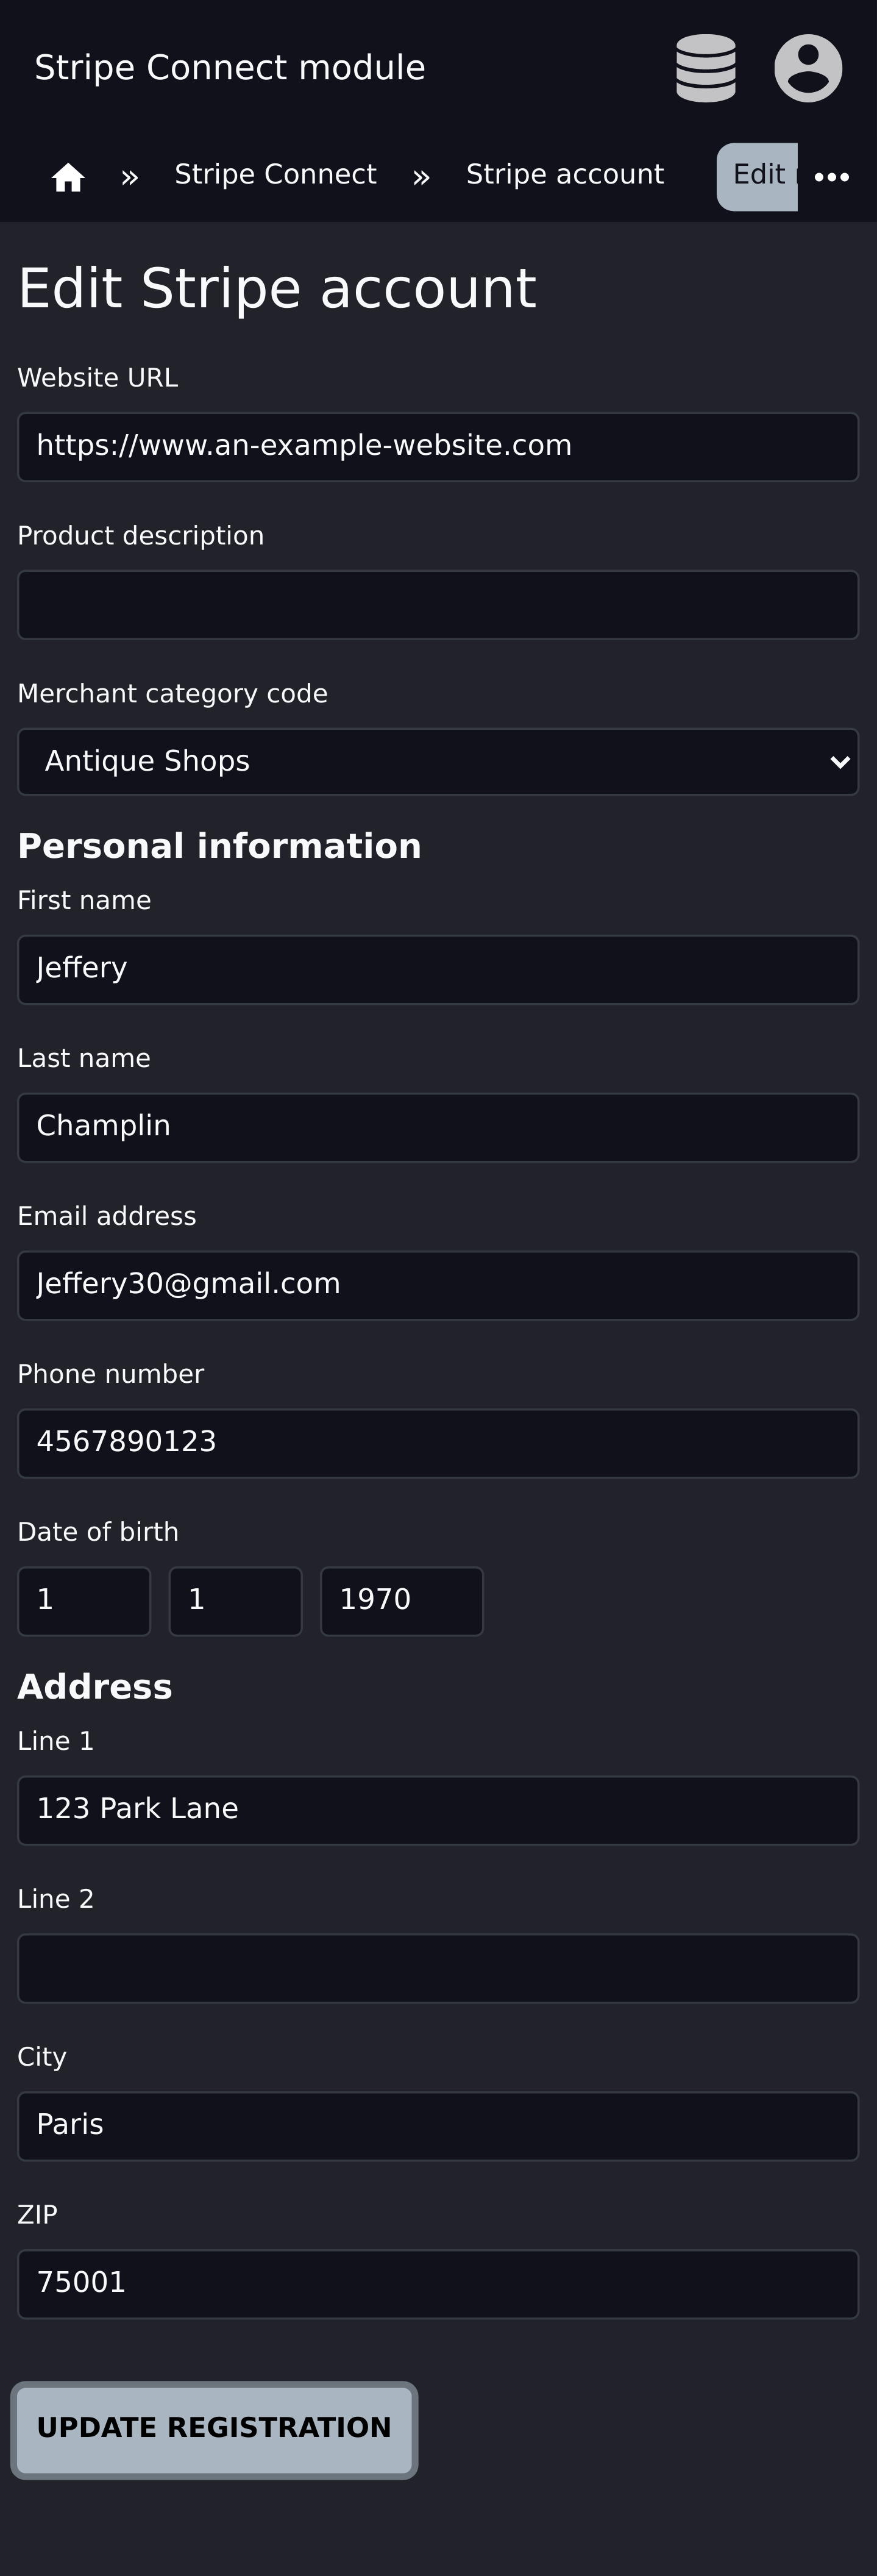 Stripe Connect module
» Stripe Connect » Stripe account Edit
Edit Stripe account
Website URL
https://www.an-example-website.com
Product description
Merchant category code
Antique Shops
Personal information
First name
Jeffery
Last name
Champlin
Email address
Jeffery30@gmail.com
Phone number
4567890123
Date of birth
1 1 1970
Address
Line 1
123 Park Lane
Line 2
City
Paris
ZIP
75001
UPDATE REGISTRATION